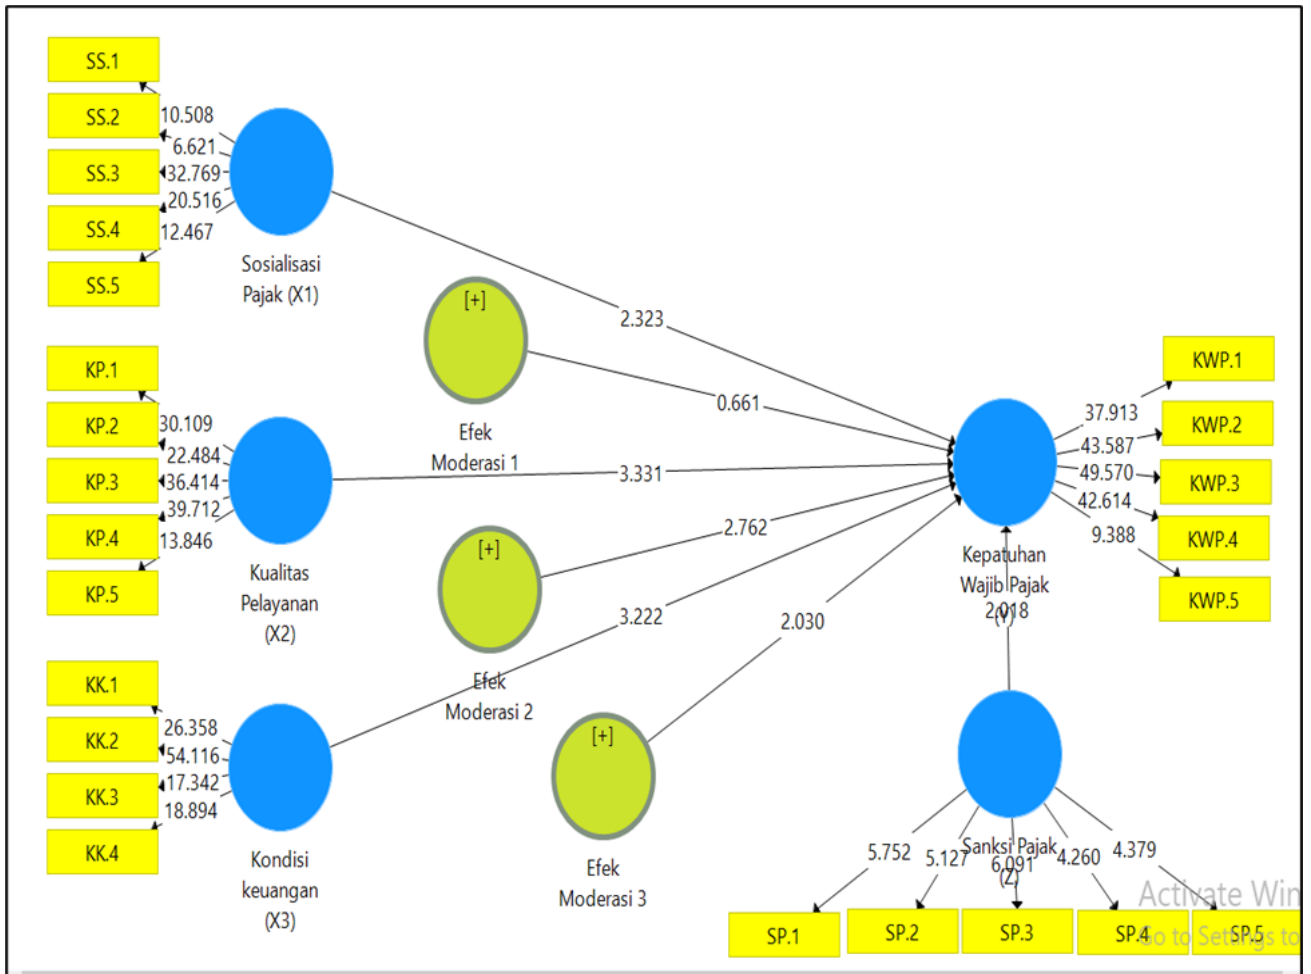 SS.1
SS.2
SS.3
SS.4
SS.5
10.508
6.621
32.769
20.516
12.467
Sosialisasi
Pajak (X1)
2.323
[+]
Efek
Moderasi 1
0.661
KP.1
KP.2
KP.3
KP.4
KP.5
30.109
22.484
36.414
39.712
13.846
Kualitas
Pelayanan
(X2)
3.331
[+]
Efek
Moderasi 2
2.762
KK.1
KK.2
KK.3
KK.4
26.358
54.116
17.342
18.894
Kondisi
keuangan
(X3)
3.222
[+]
Efek
Moderasi 3
2.030
Kepatuhan
Wajib Pajak
(Y)
2.018
37.913
43.587
49.570
42.614
9.388
KWP.1
KWP.2
KWP.3
KWP.4
KWP.5
Sanksi Pajak
(Z)
5.752
5.127
6.091
4.260
4.379
SP.1
SP.2
SP.3
SP.4
SP.5
Activate Win
Go to Settings to